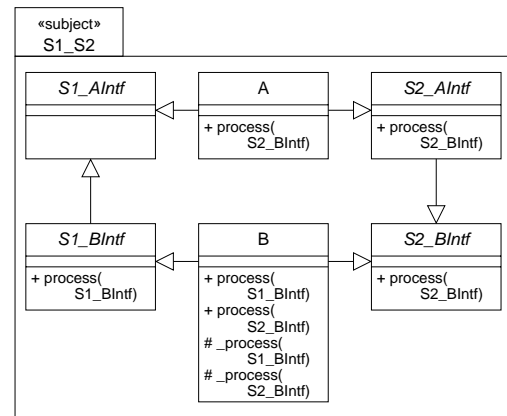 «subject»
S1_S2
S1_AIntf
A
S2_AIntf
+ process(
S2_BIntf)
+ process(
S2_BIntf)
S1_BIntf
B
S2_BIntf
+ process(
S1_BIntf)
+ process(
S1_BIntf)
+ process(
S2_BIntf)
# _process(
S1_BIntf)
# _process(
S2_BIntf)
+ process(
S2_BIntf)